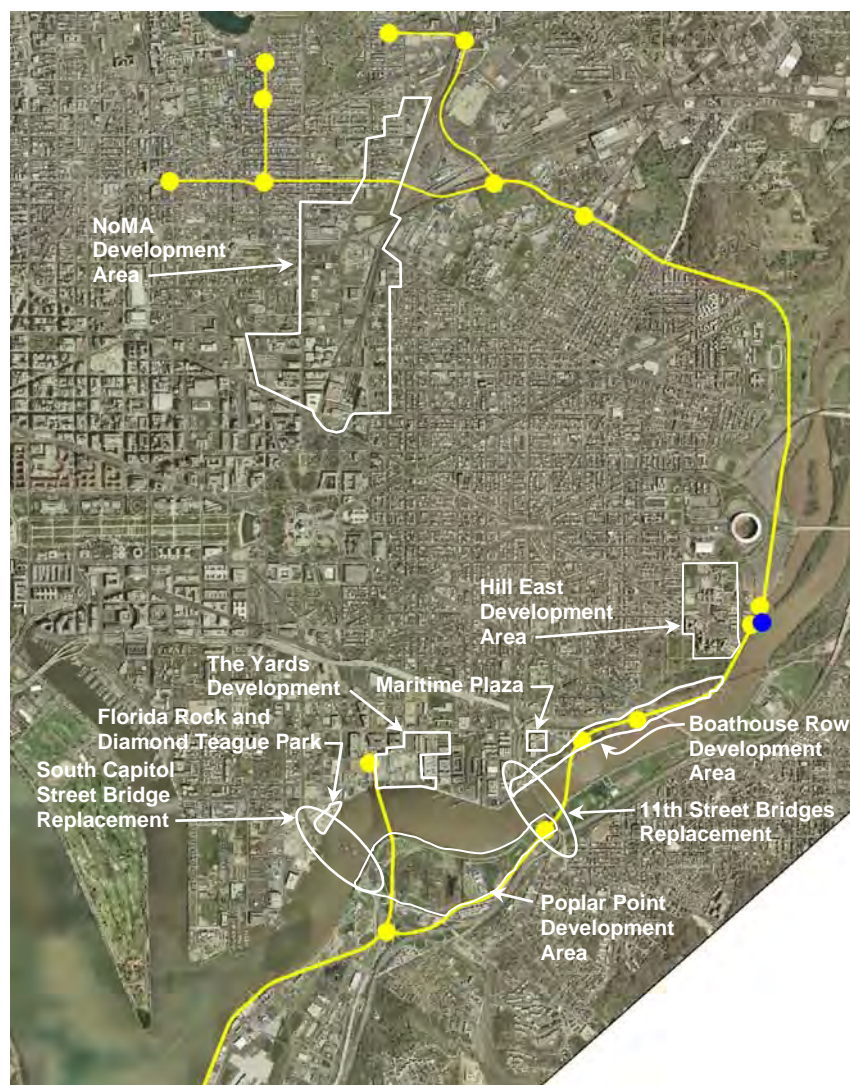 NoMA
Development
Area
Hill East
Development
Area
The Yards
Development
Maritime Plaza
Florida Rock and
Diamond Teague Park
Boathouse Row
Development
Area
South Capitol
Street Bridge
Replacement
11th Street Bridges
Replacement
Poplar Point
Development
Area